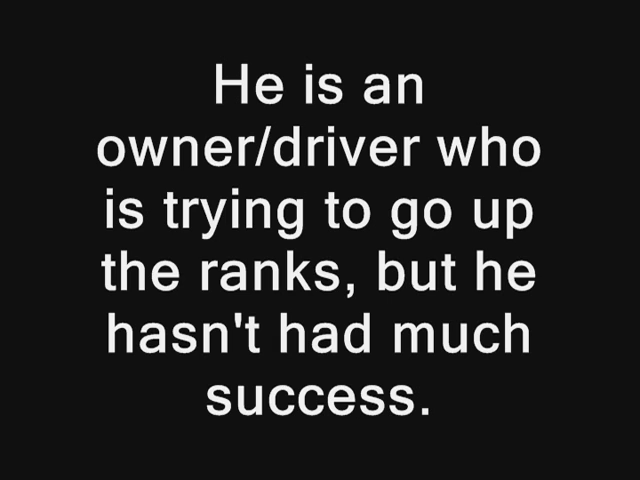 He is an
owner/driver who
is trying to go up
the ranks, but he
hasn't had much
success.